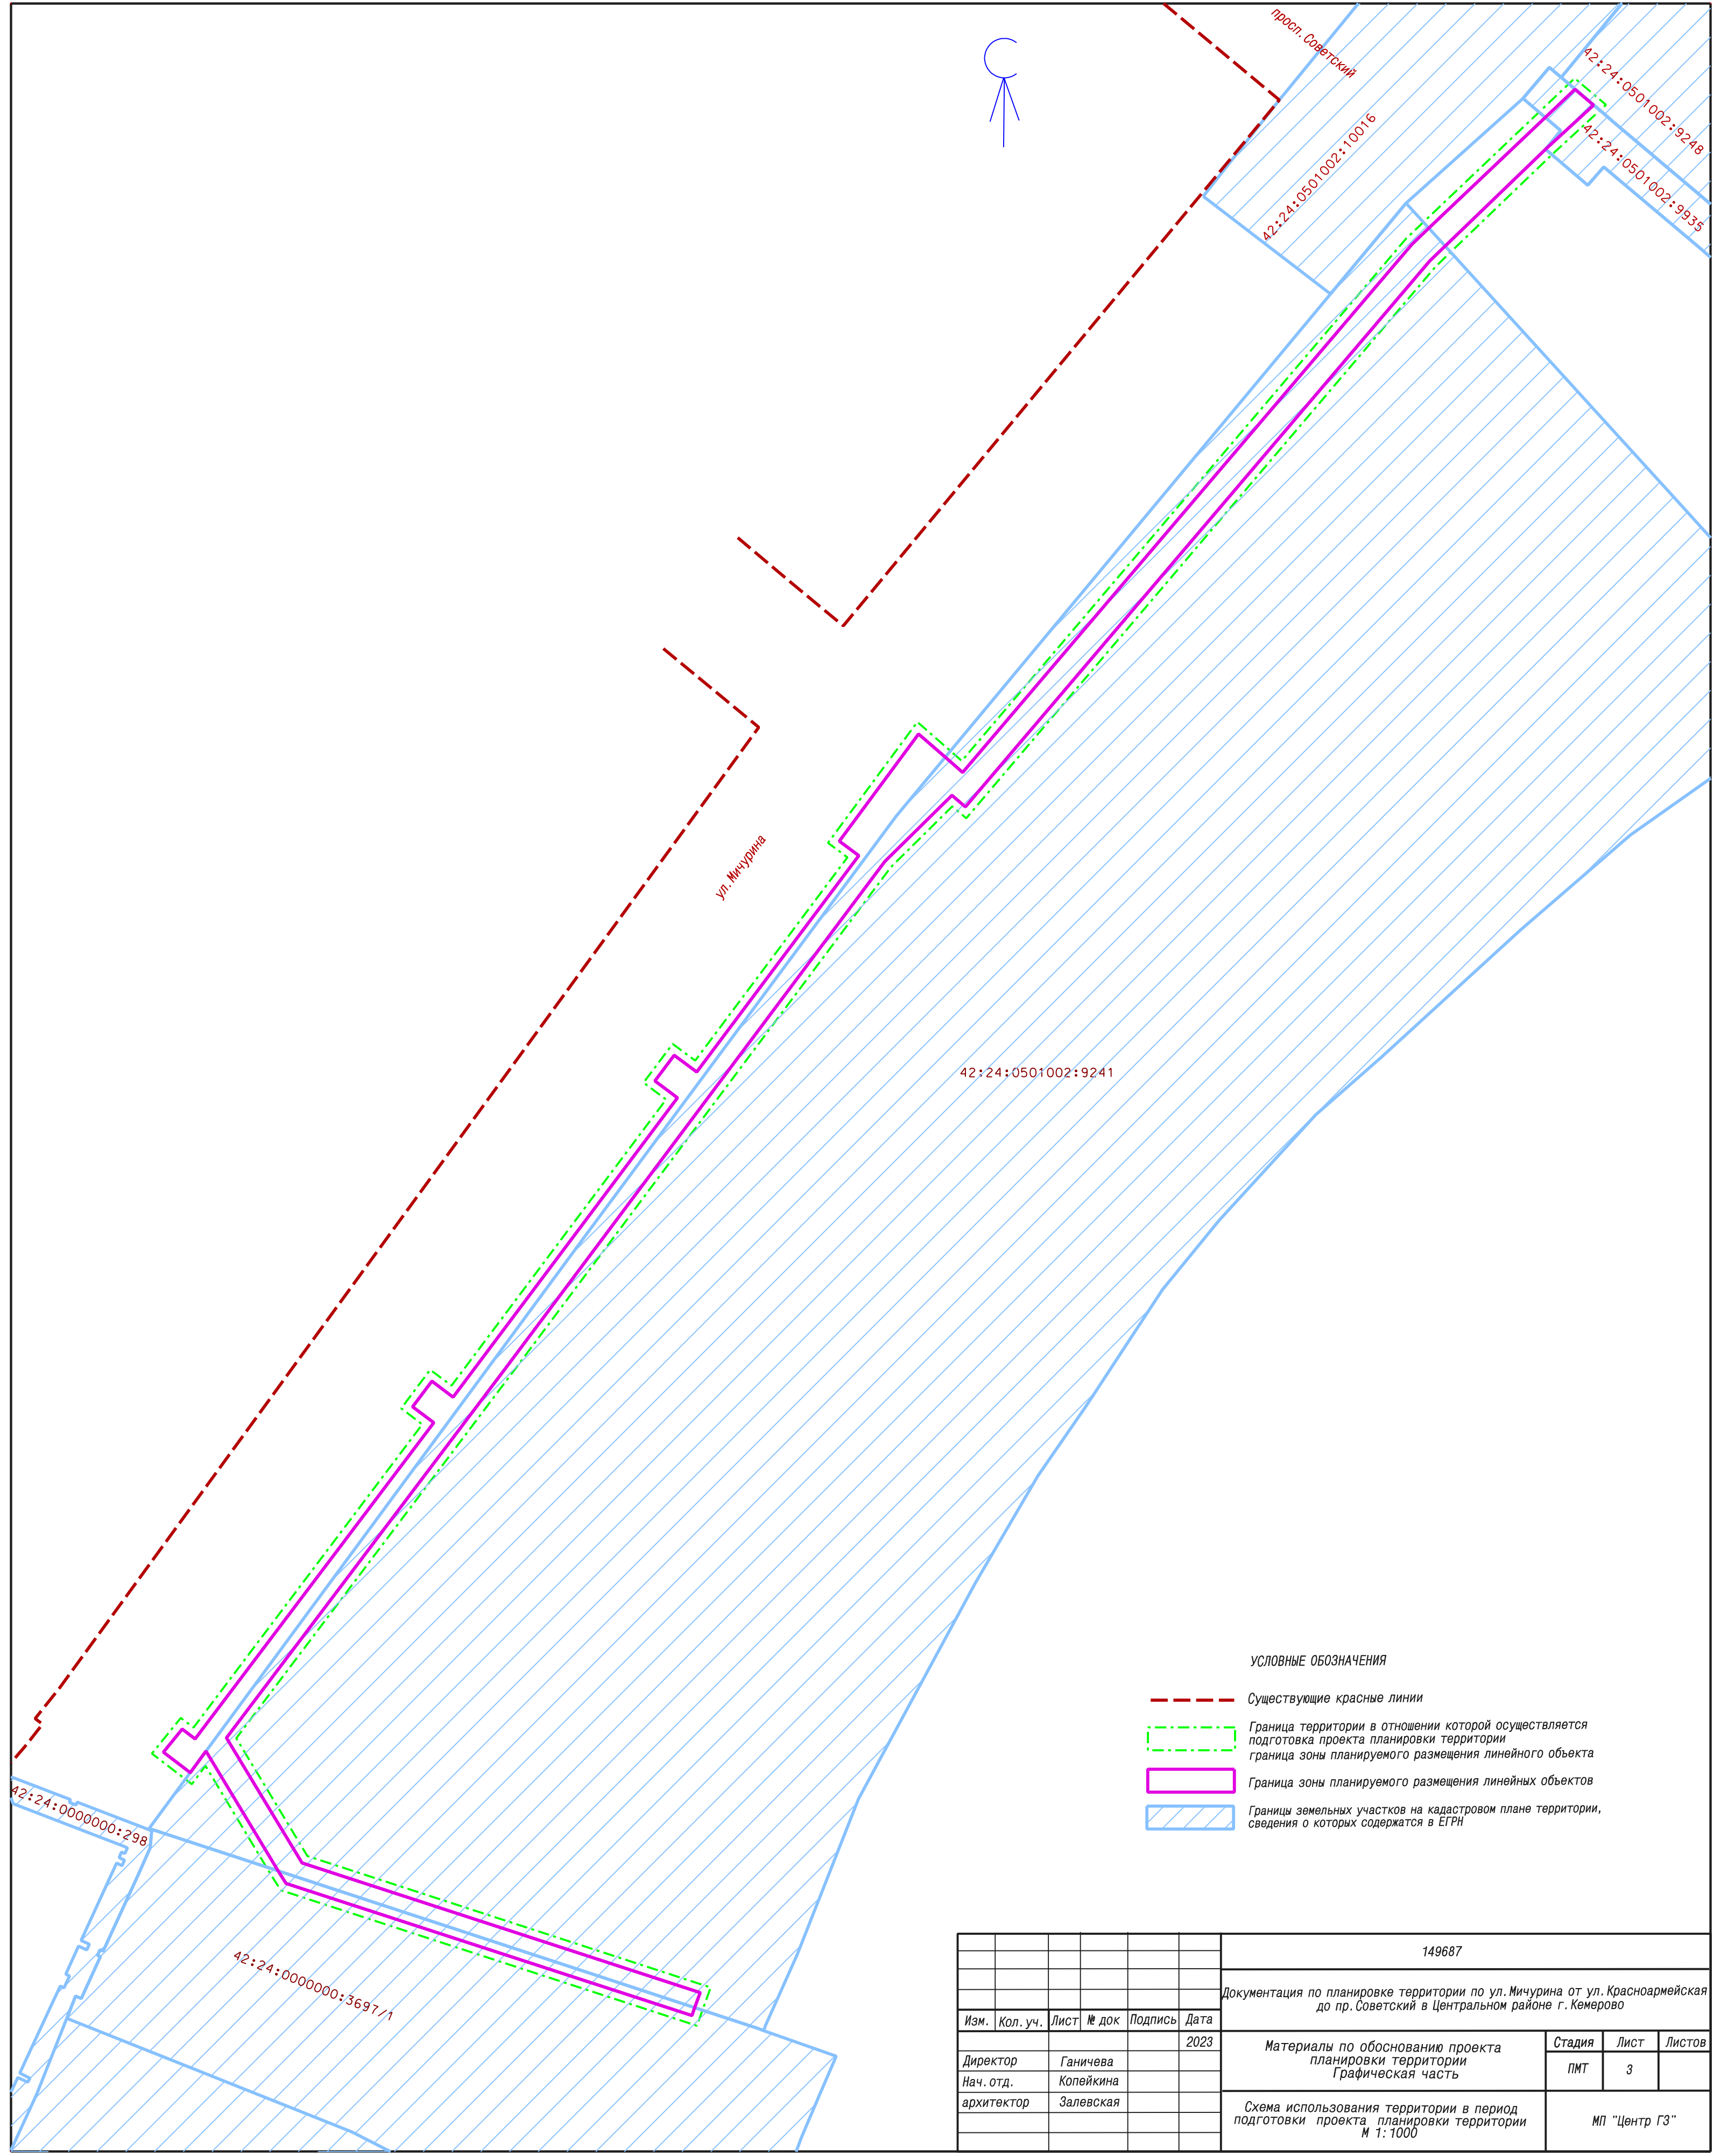 просп.Советский
С
42:24:0501002:9248
42:24:0501002:10016
42:24:0501002:9935
ул.Мичурина
42:24:0501002:9241
УСЛОВНЫЕ ОБОЗНАЧЕНИЯ
Существующие красные линии
Граница территории в отношении которой осуществляется
подготовка проекта планировки территории
граница зоны планируемого размещения линейного объекта
Граница зоны планируемого размещения линейных объектов
Границы земельных участков на кадастровом плане территории,
сведения о которых содержатся в ЕГРН
42:24:0000000:298
42:24:0000000:3697/1
149687
Документация по планировке территории по ул.Мичурина от ул.Красноармейская
до пр.Советский в Центральном районе г.Кемерово
Изм. Кол.уч. Лист № док Подпись Дата
2023
Материалы по обоснованию проекта
планировки территории
Графическая часть
Стадия Лист Листов
ПМТ 3
Директор Ганичева
Нач.отд. Копейкина
архитектор Залевская
Схема использования территории в период
подготовки проекта планировки территории
М 1:1000
МП "Центр ГЗ"